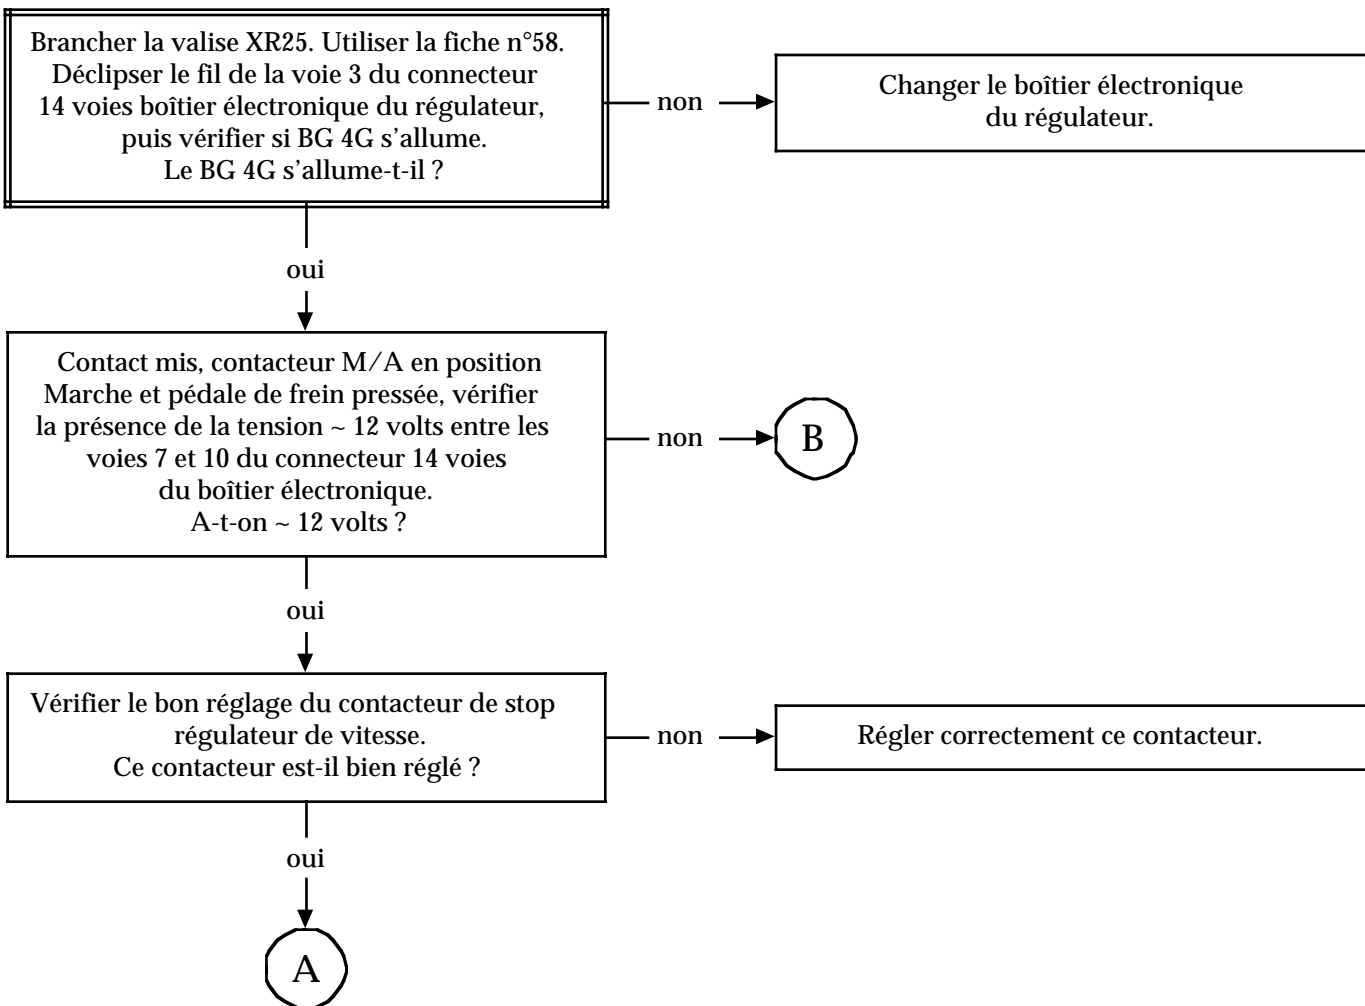 Brancher la valise XR25. Utiliser la fiche n°58.
Déclipser le fil de la voie 3 du connecteur
14 voies boîtier électronique du régulateur,
puis vérifier si BG 4G s’allume.
Le BG 4G s’allume-t-il ?
non
Changer le boîtier électronique
du régulateur.
oui
Contact mis, contacteur M/A en position
Marche et pédale de frein pressée, vérifier
la présence de la tension ~ 12 volts entre les
voies 7 et 10 du connecteur 14 voies
du boîtier électronique.
A-t-on ~ 12 volts ?
non
B
oui
Vérifier le bon réglage du contacteur de stop
régulateur de vitesse.
Ce contacteur est-il bien réglé ?
non
Régler correctement ce contacteur.
oui
A